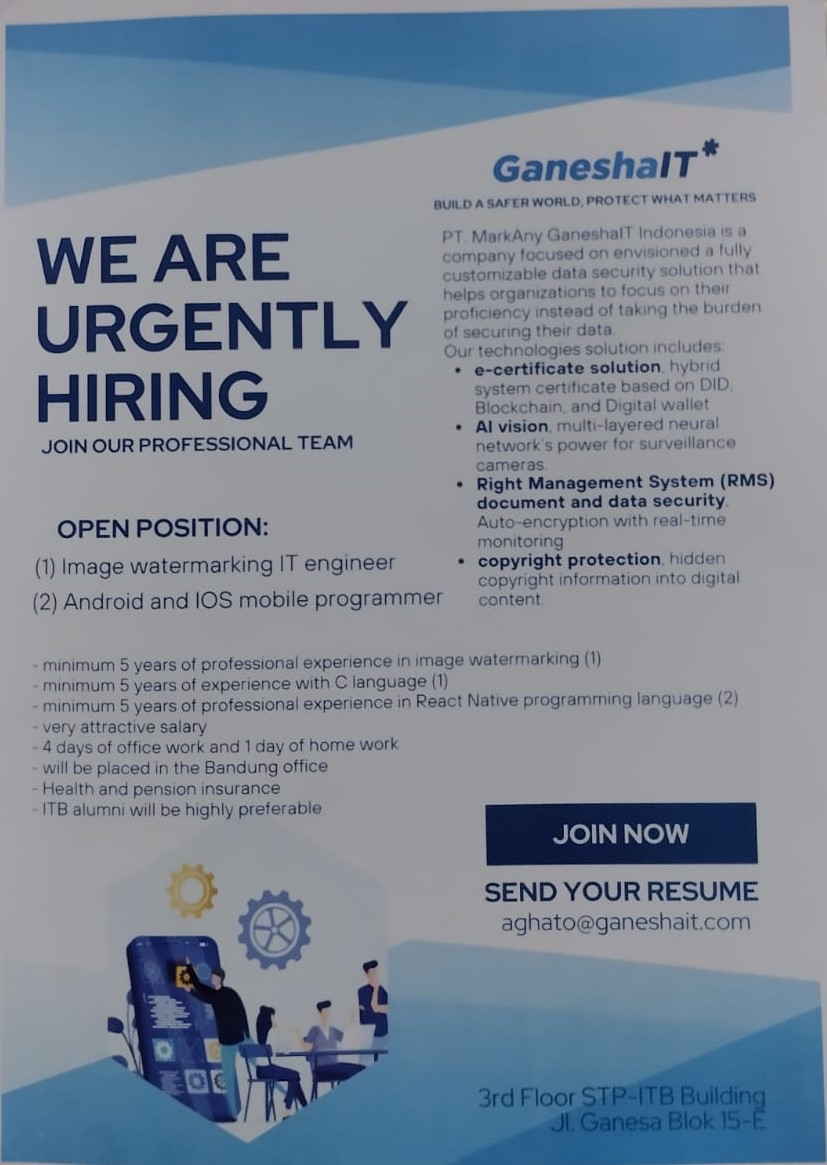 GaneshaIT*
BUILD A SAFER WORLD, PROTECT WHAT MATTERS
WE ARE
URGENTLY
HIRING
JOIN OUR PROFESSIONAL TEAM
PT. MarkAny GaneshaIT Indonesia is a
company focused on envisioned a fully
customizable data security solution that
helps organizations to focus on their
proficiency instead of taking the burden
of securing their data.
Our technologies solution includes:
• e-certificate solution, hybrid
system certificate based on DID,
Blockchain, and Digital wallet
• AI vision, multi-layered neural
network's power for surveillance
cameras.
• Right Management System (RMS)
document and data security,
Auto-encryption with real-time
monitoring
• copyright protection, hidden
copyright information into digital
content.
OPEN POSITION:
(1) Image watermarking IT engineer
(2) Android and IOS mobile programmer
- minimum 5 years of professional experience in image watermarking (1)
- minimum 5 years of experience with C language (1)
- minimum 5 years of professional experience in React Native programming language (2)
- very attractive salary
- 4 days of office work and 1 day of home work
- will be placed in the Bandung office
- Health and pension insurance
- ITB alumni will be highly preferable
JOIN NOW
SEND YOUR RESUME
aghato@ganeshait.com
3rd Floor STP-ITB Building
Jl. Ganesa Blok 15-E